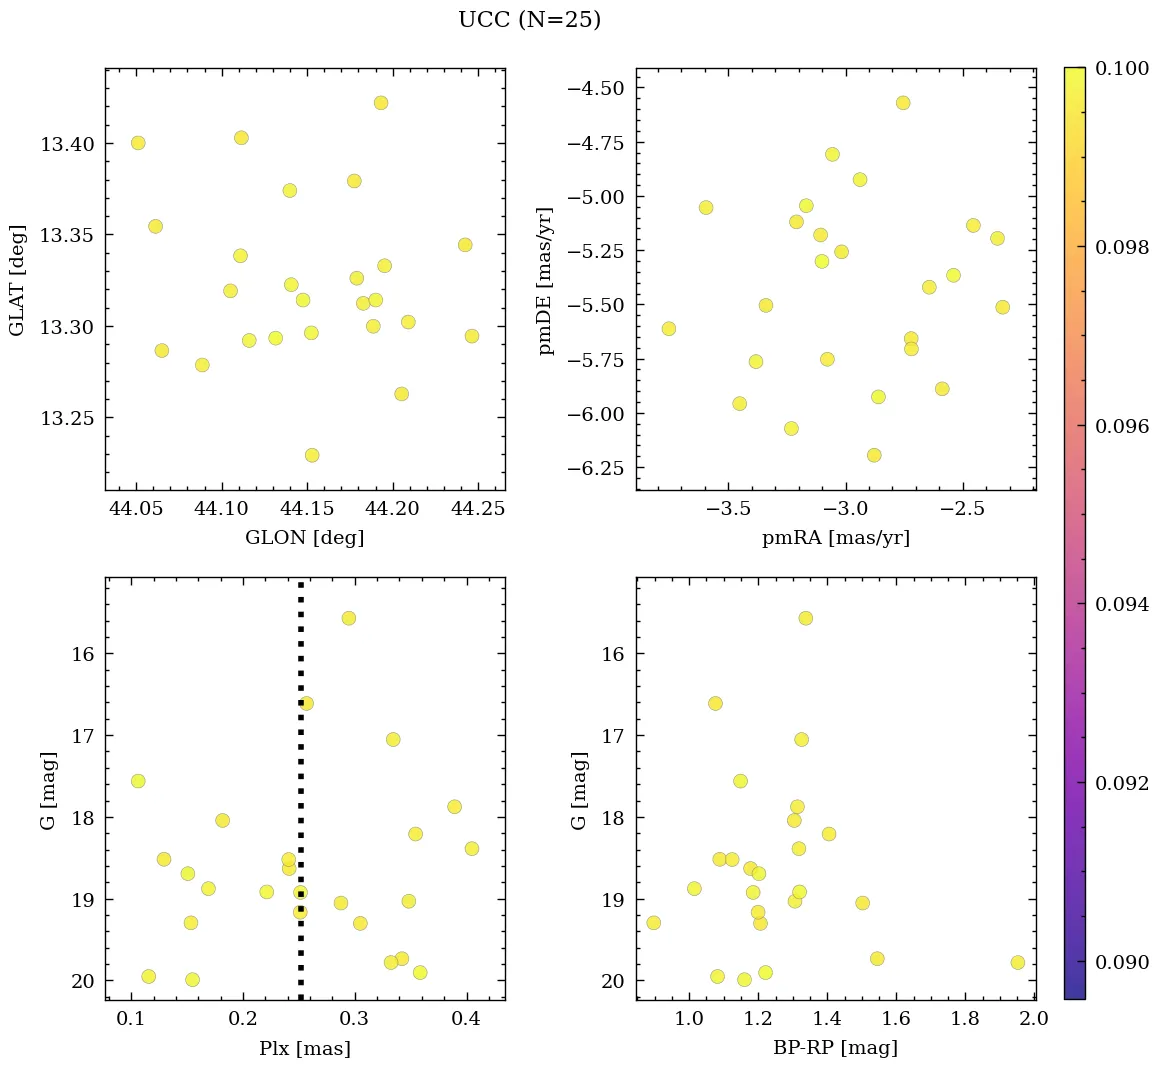 UCC (N=25)
13.40
13.35
13.30
13.25
GLAT [deg]
44.05 44.10 44.15 44.20 44.25
GLON [deg]
−4.50
−4.75
−5.00
−5.25
−5.50
−5.75
−6.00
−6.25
pmDE [mas/yr]
−3.5 −3.0 −2.5
pmRA [mas/yr]
0.100
0.098
0.096
0.094
0.092
0.090
16
17
18
19
20
G [mag]
0.1 0.2 0.3 0.4
Plx [mas]
16
17
18
19
20
G [mag]
1.0 1.2 1.4 1.6 1.8 2.0
BP-RP [mag]